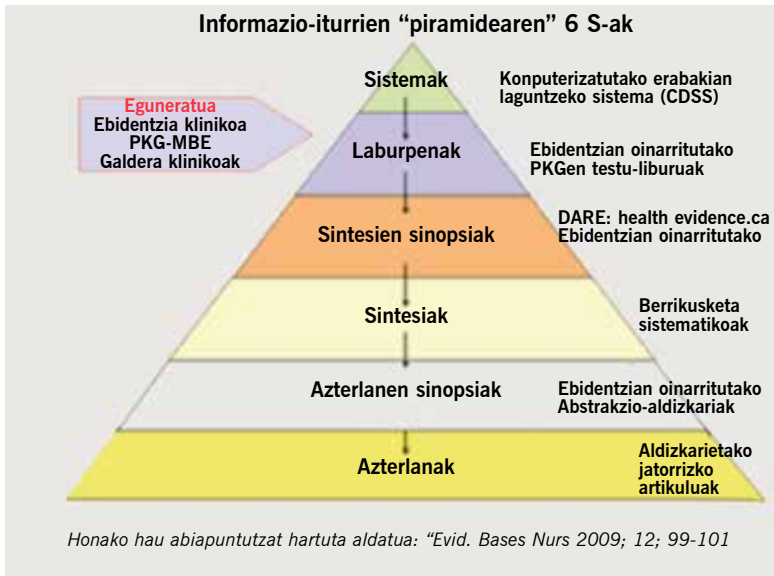 Informazio-iturrien “piramidearen” 6 S-ak
Sistemak
Konputerizatutako erabakian
laguntzeko sistema (CDSS)
Eguneratua
Ebidentzia klinikoa
PKG-MBE
Galdera klinikoak
Laburpenak
Ebidentzian oinarritutako
PKGen testu-liburuak
Sintesien sinopsiak
DARE: health evidence.ca
Ebidentzian oinarritutako
Sintesiak
Berrikusketa
sistematikoak
Azterlanen sinopsiak
Ebidentzian oinarritutako
Abstrakzio-aldizkariak
Azterlanak
Aldizkarietako
jatorrizko
artikuluak
Honako hau abiapuntutzat hartuta aldatua: “Evid. Bases Nurs 2009; 12; 99-101